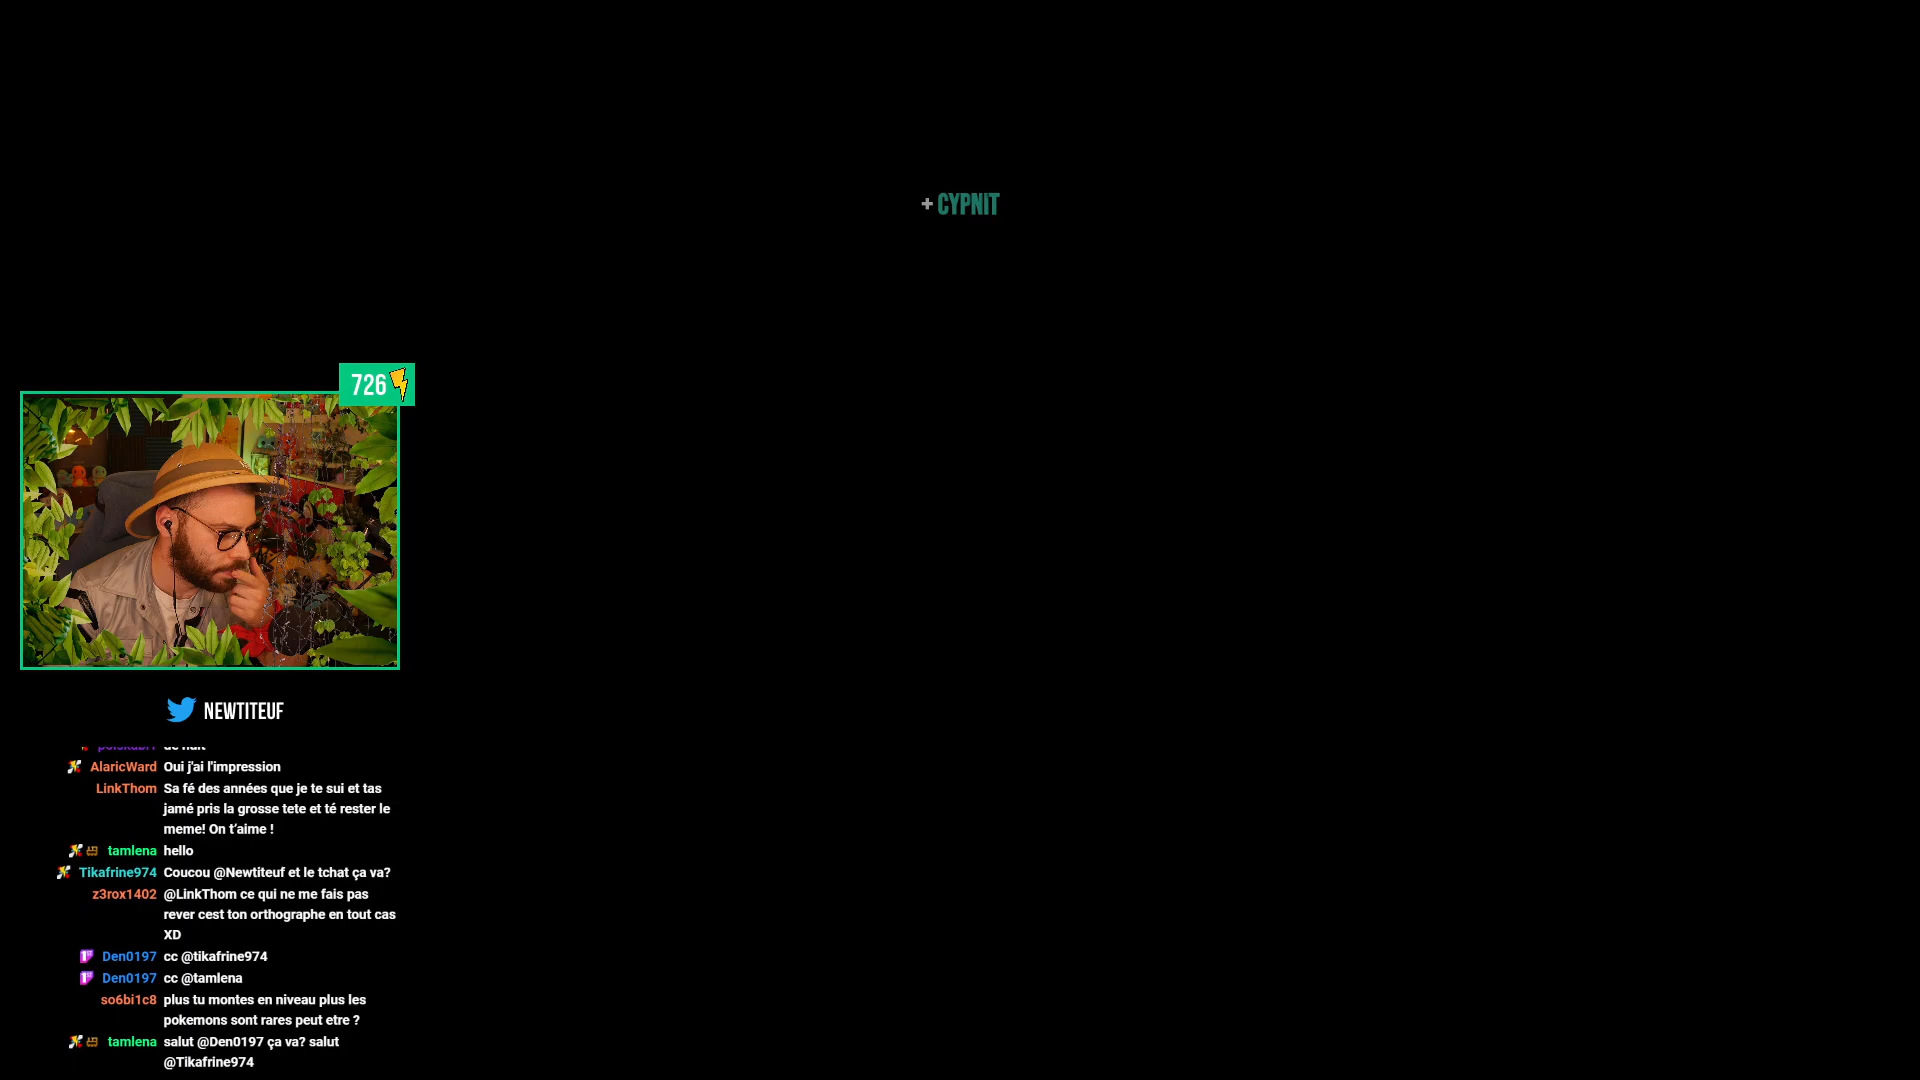 + CYPNIT
726
NEWTITEUF
AlaricWard Oui j'ai l'impression
LinkThom Sa fé des années que je te sui et tas
jamé pris la grosse tete et té rester le
meme! On t’aime !
tamlena hello
Tikafrine974 Coucou @Newtiteuf et le tchat ça va?
z3rox1402 @LinkThom ce qui ne me fais pas
rever cest ton orthographe en tout cas
XD
Den0197 cc @tikafrine974
Den0197 cc @tamlena
so6bi1c8 plus tu montes en niveau plus les
pokemons sont rares peut etre ?
tamlena salut @Den0197 ça va? salut
@Tikafrine974